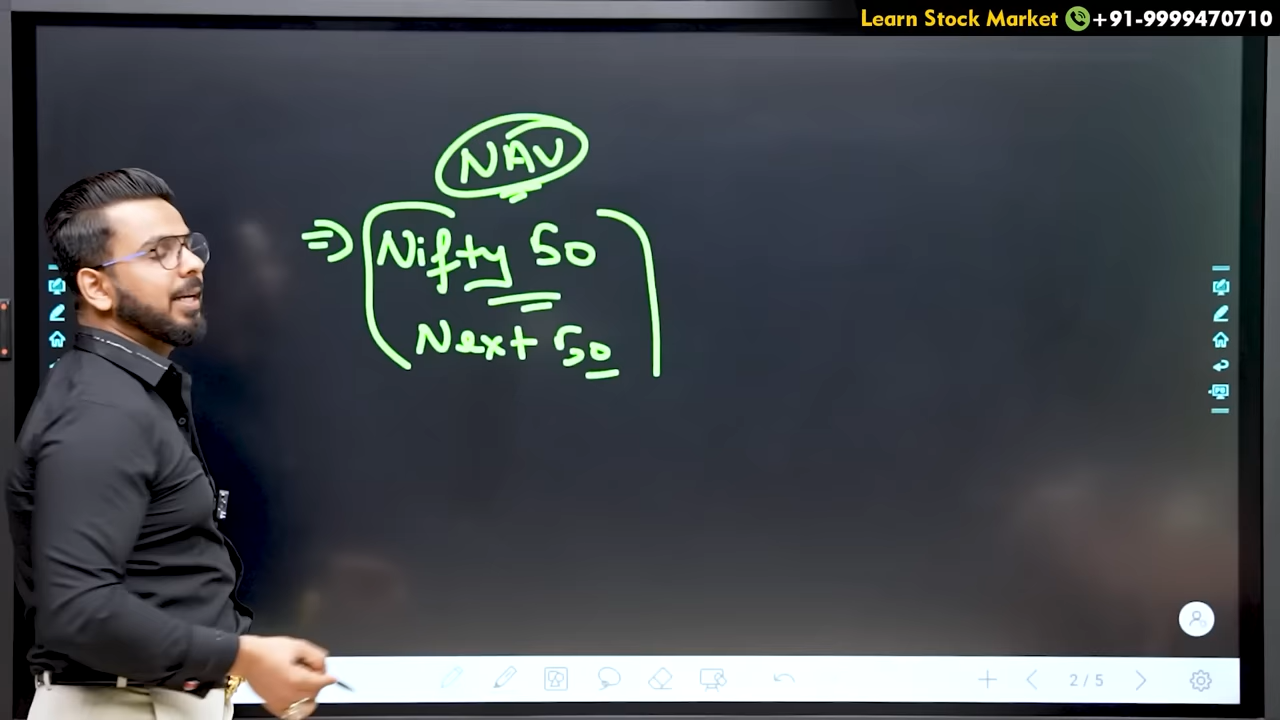 Learn Stock Market +91-9999470710
NAV
⇒ Nifty 50
Next 50
2/5